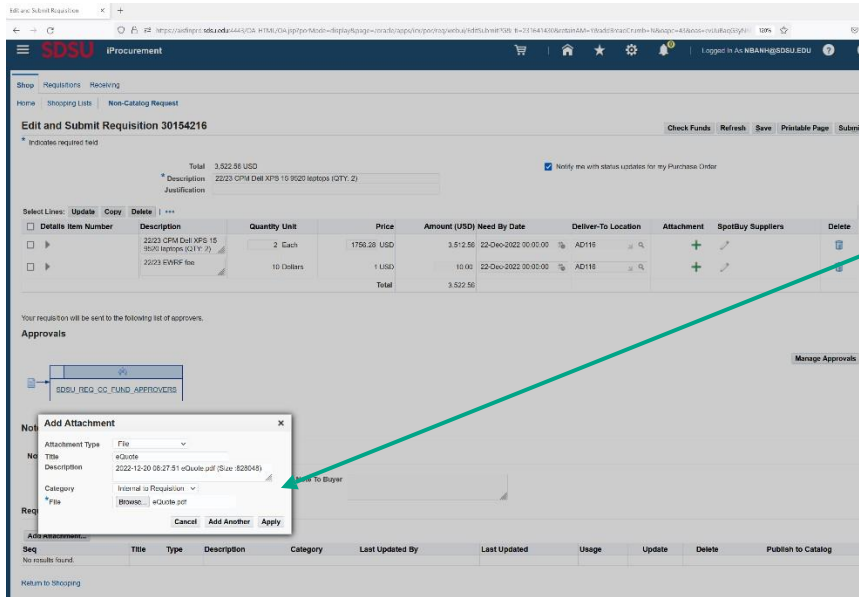 Edit and Submit Requisition × +
120%
SDSU iProcurement Logged In As NBANH@SDSU.EDU ?
Shop Requisitions Receiving
Home Shopping Lists Non-Catalog Request
Edit and Submit Requisition 30154216 Check Funds Refresh Save Printable Page Submi
* Indicates required field
Total 3,522.56 USD
* Description 22/23 CPM Dell XPS 15 9520 laptops (QTY: 2) Notify me with status updates for my Purchase Order
Justification
Select Lines: Update Copy Delete | •••
Details Item Number Description Quantity Unit Price Amount (USD) Need By Date Deliver-To Location Attachment SpotBuy Suppliers Delete
22/23 CPM Dell XPS 15
9520 laptops (QTY: 2) 2 Each 1756.28 USD 3,512.56 22-Dec-2022 00:00:00 AD116
22/23 EWRF fee 10 Dollars 1 USD 10.00 22-Dec-2022 00:00:00 AD116
Total 3,522.56
Your requisition will be sent to the following list of approvers.
Approvals
Manage Approvals
SDSU_REQ_CC_FUND_APPROVERS
Add Attachment ×
Attachment Type File
Title eQuote
Description 2022-12-20 08:27:51 eQuote.pdf (Size :828048)
Note To Buyer
Category Internal to Requisition
*File Browse... eQuote.pdf
Cancel Add Another Apply
Add Attachment...
Seq Title Type Description Category Last Updated By Last Updated Usage Update Delete Publish to Catalog
No results found.
Return to Shopping